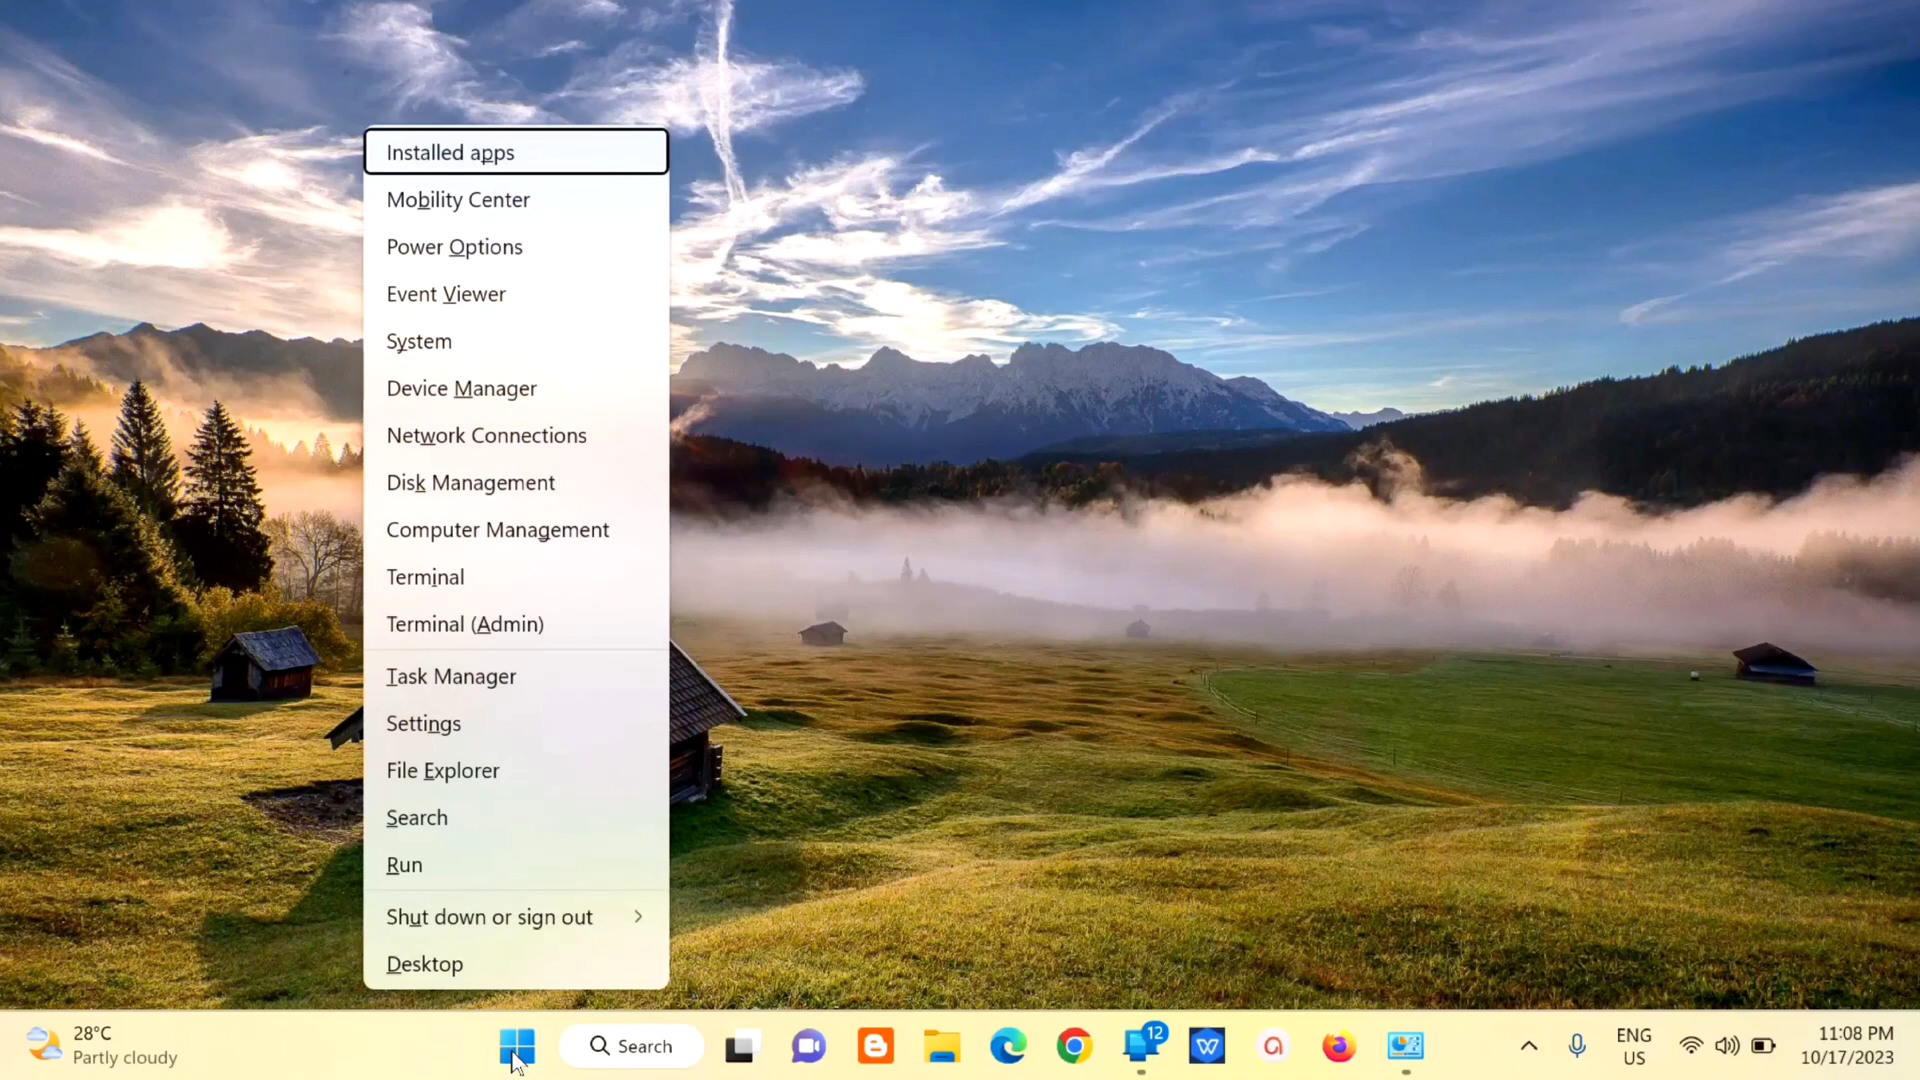 Installed apps
Mobility Center
Power Options
Event Viewer
System
Device Manager
Network Connections
Disk Management
Computer Management
Terminal
Terminal (Admin)
Task Manager
Settings
File Explorer
Search
Run
Shut down or sign out
Desktop
28°C
Partly cloudy
Search
12
ENG
US
11:08 PM
10/17/2023